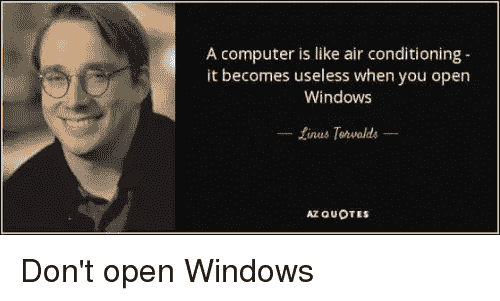 A computer is like air conditioning -
it becomes useless when you open
Windows
— Linus Torvalds —
AZ QUOTES
Don't open Windows